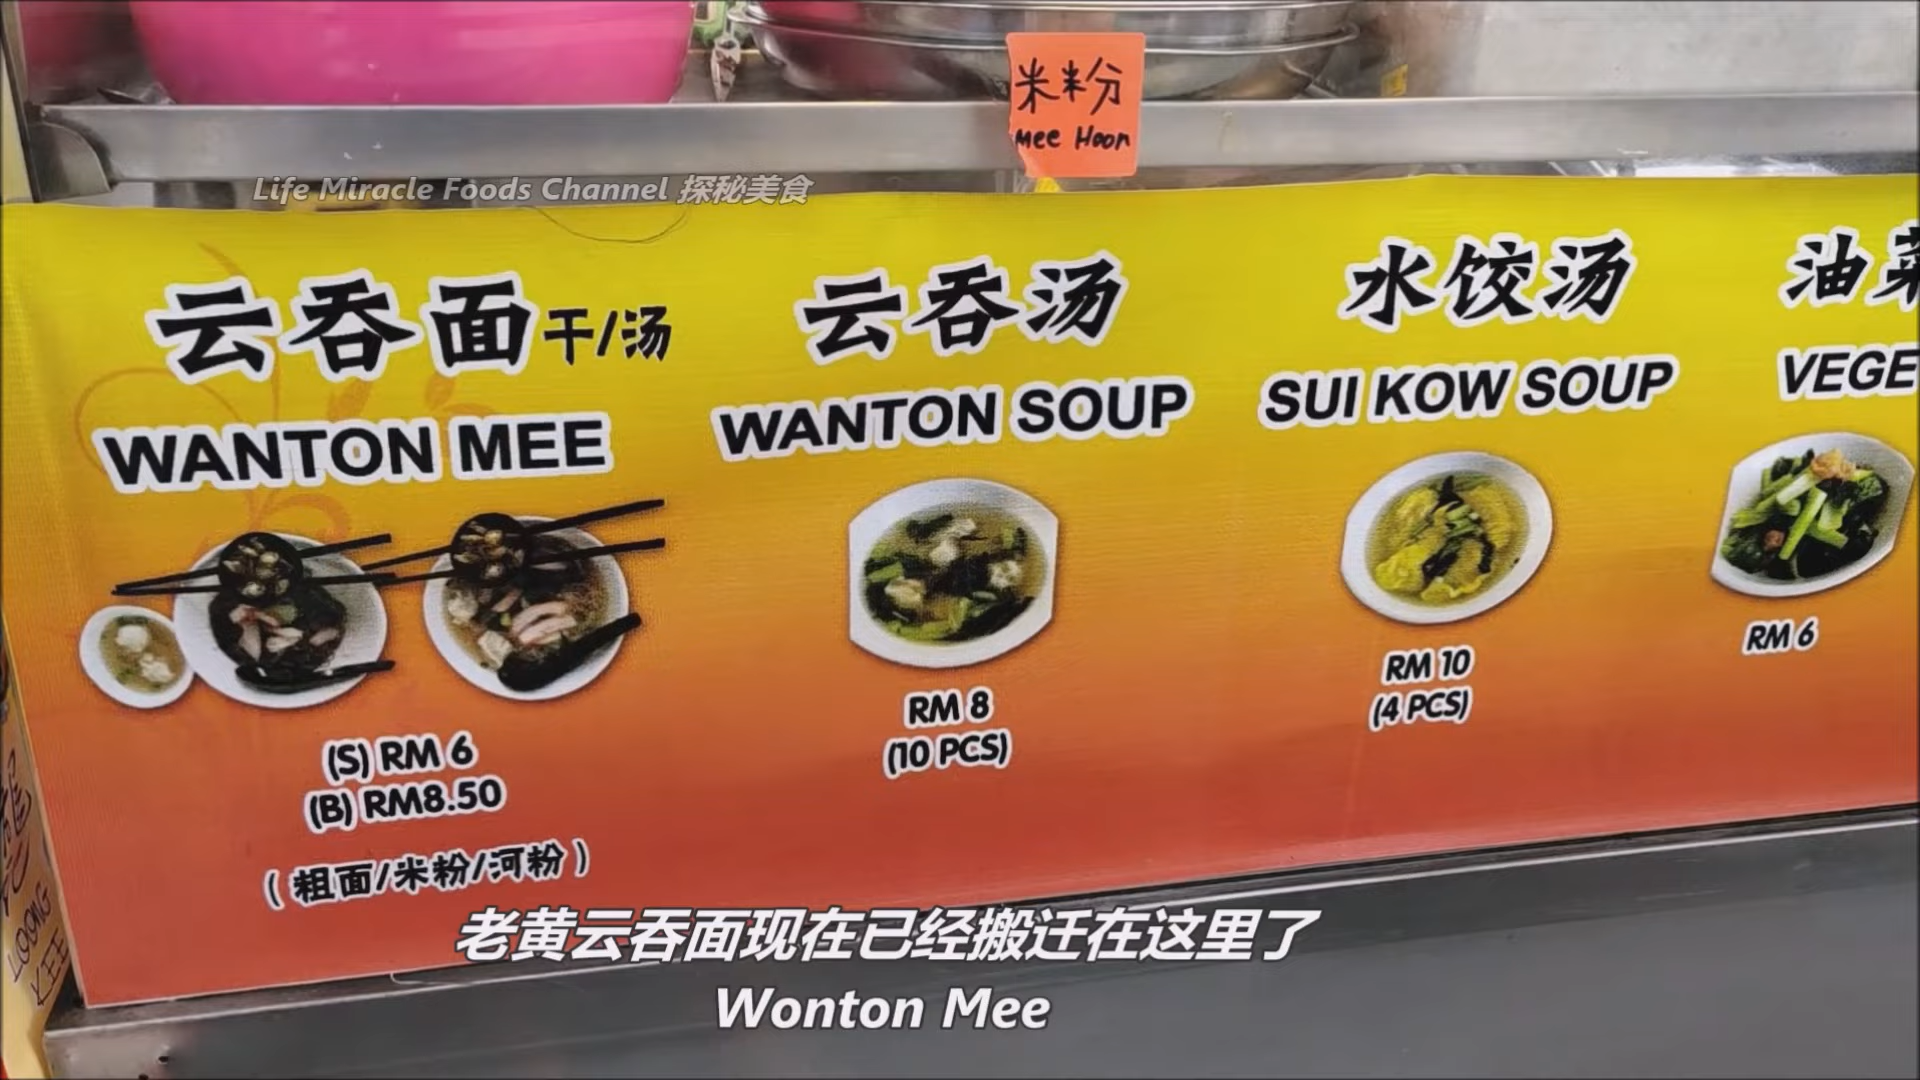 米粉
Mee Hoon
Life Miracle Foods Channel 探秘美食
云吞面 干/汤
WANTON MEE
(S) RM 6
(B) RM8.50
(粗面/米粉/河粉)
云吞汤
WANTON SOUP
RM 8
(10 PCS)
水饺汤
SUI KOW SOUP
RM 10
(4 PCS)
油菜
VEGE
RM 6
LOONG
KEE
老黄云吞面现在已经搬迁在这里了
Wonton Mee